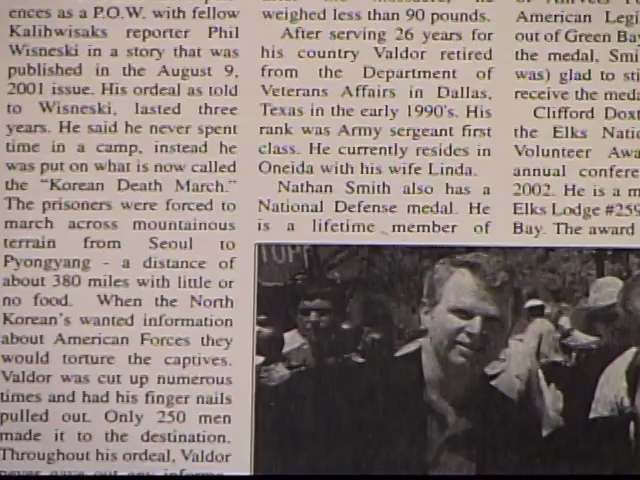 ences as a P.O.W. with fellow
Kalihwisaks reporter Phil
Wisneski in a story that was
published in the August 9,
2001 issue. His ordeal as told
to Wisneski, lasted three
years. He said he never spent
time in a camp, instead he
was put on what is now called
the “Korean Death March.”
The prisoners were forced to
march across mountainous
terrain from Seoul to
Pyongyang - a distance of
about 380 miles with little or
no food. When the North
Korean's wanted information
about American Forces they
would torture the captives.
Valdor was cut up numerous
times and had his finger nails
pulled out. Only 250 men
made it to the destination.
Throughout his ordeal, Valdor
never gave out any
weighed less than 90 pounds.
After serving 26 years for
his country Valdor retired
from the Department of
Veterans Affairs in Dallas,
Texas in the early 1990's. His
rank was Army sergeant first
class. He currently resides in
Oneida with his wife Linda.
Nathan Smith also has a
National Defense medal. He
is a lifetime member of
American Legi
out of Green Bay
the medal, Smi
was) glad to sti
receive the meda
Clifford Doxt
the Elks Nati
Volunteer Awa
annual confere
2002. He is a m
Elks Lodge #259
Bay. The award